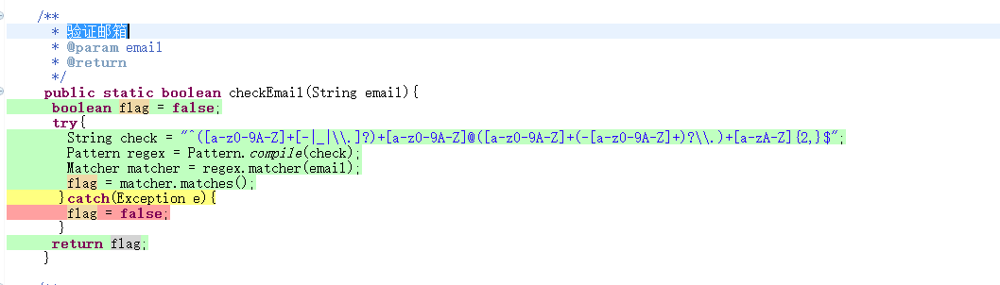 /**
* 验证邮箱
* @param email
* @return
*/
public static boolean checkEmail(String email){
boolean flag = false;
try{
String check = "^([a-z0-9A-Z]+[-|_|\\.]?)+[a-z0-9A-Z]@([a-z0-9A-Z]+(-[a-z0-9A-Z]+)?\\.)+[a-zA-Z]{2,}$";
Pattern regex = Pattern.compile(check);
Matcher matcher = regex.matcher(email);
flag = matcher.matches();
}catch(Exception e){
flag = false;
}
return flag;
}